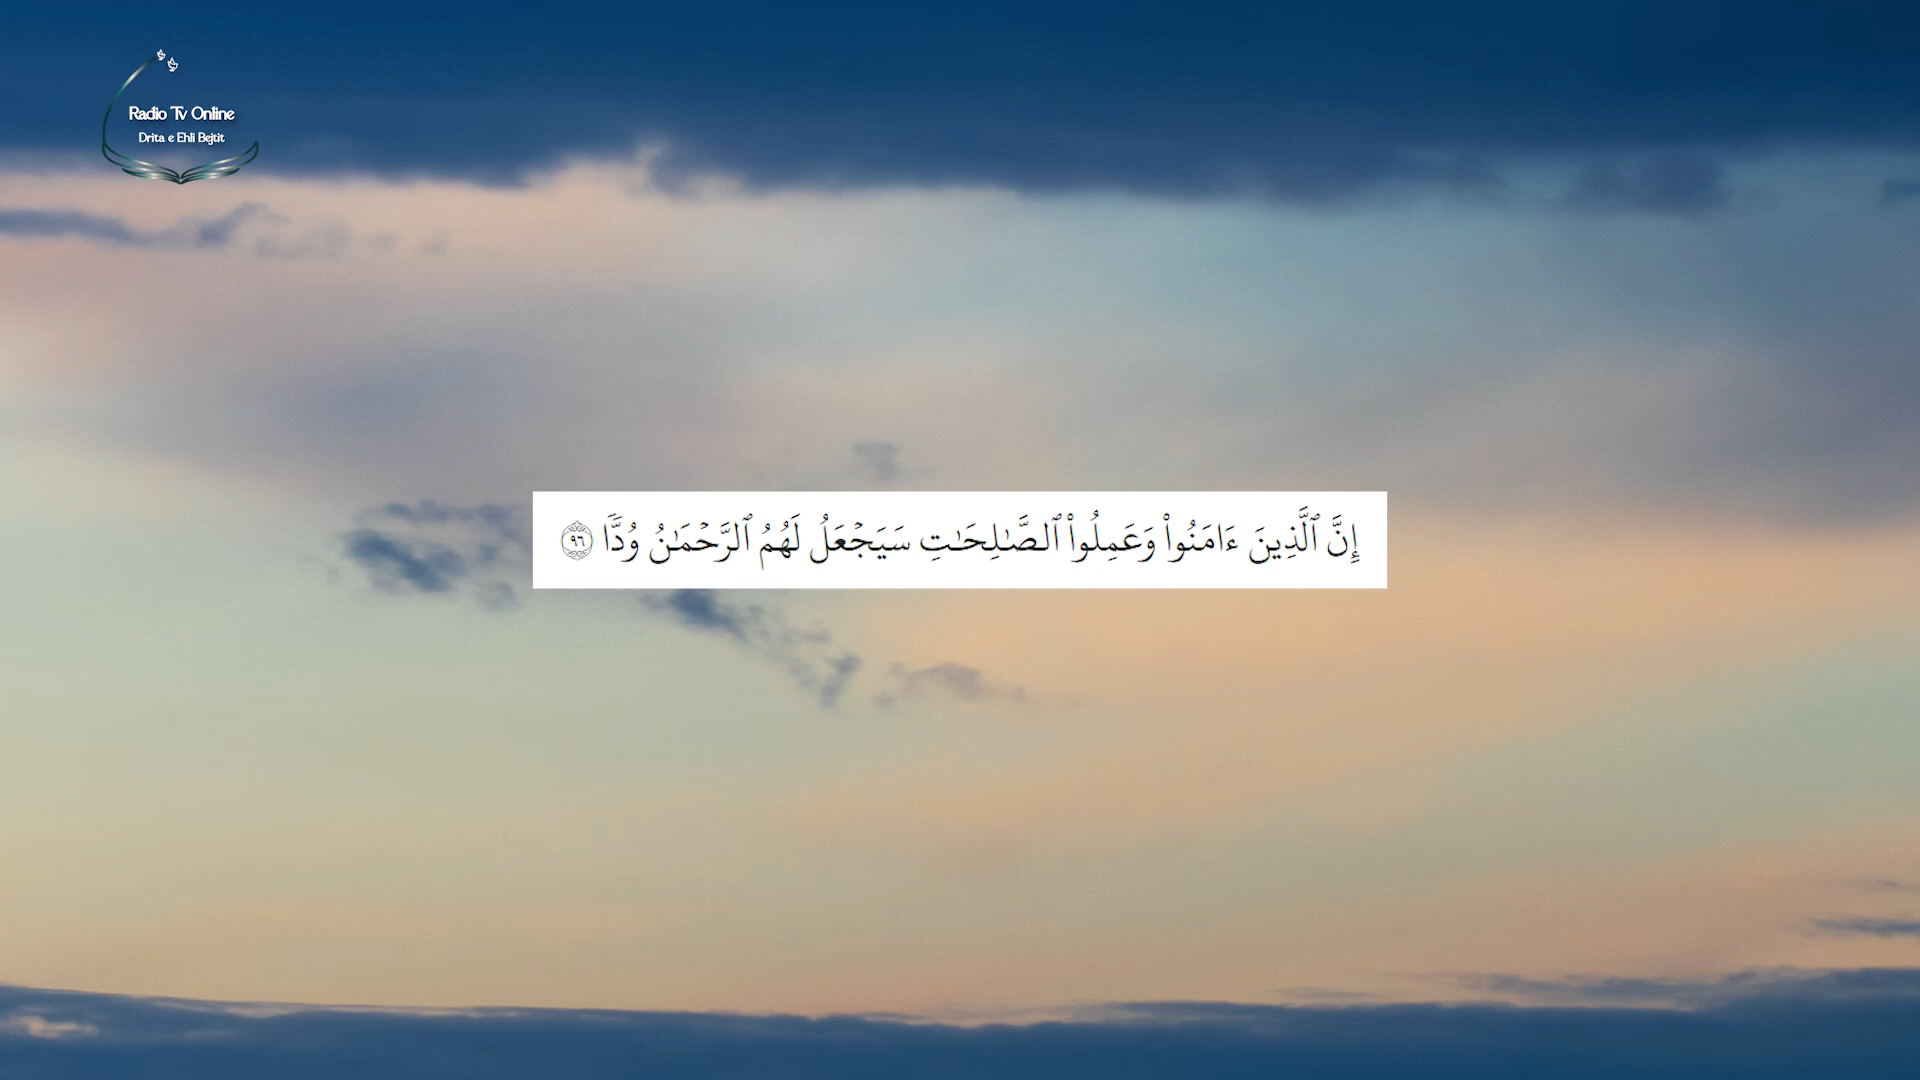 Radio Tv Online
Drita e Ehli Bejtit
إِنَّ ٱلَّذِينَ ءَامَنُوا۟ وَعَمِلُوا۟ ٱلصَّـٰلِحَـٰتِ سَيَجْعَلُ لَهُمُ ٱلرَّحْمَـٰنُ وُدًّۭا ۝٩٦